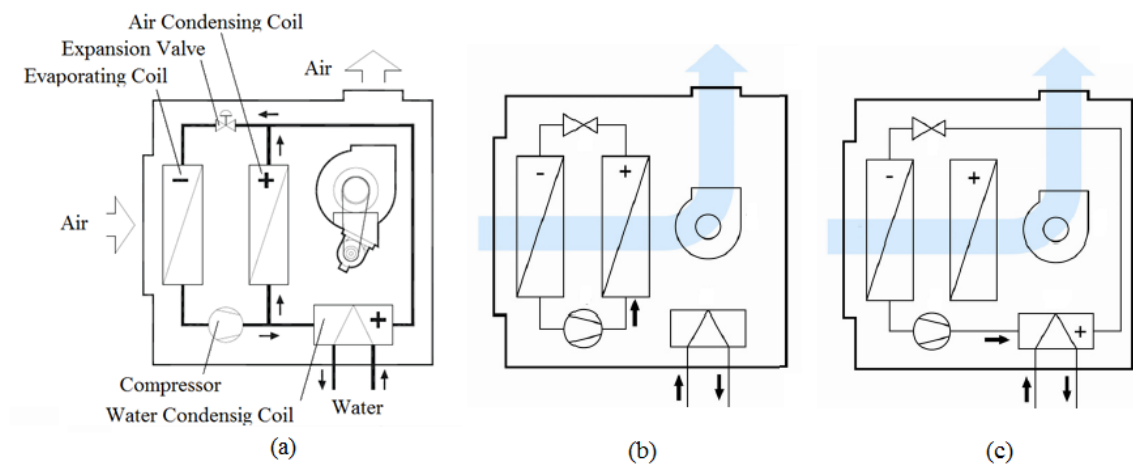 Air Condensing Coil
Expansion Valve
Evaporating Coil
Air
Air
Compressor
Water Condensig Coil
Water
(a)
(b)
(c)
- +
+
- +
- +
+